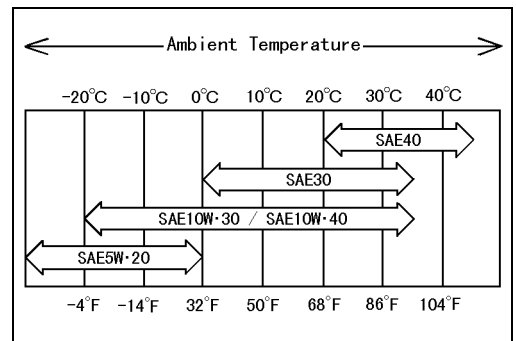 Ambient Temperature
-20°C -10°C 0°C 10°C 20°C 30°C 40°C
SAE40
SAE30
SAE10W·30 / SAE10W·40
SAE5W·20
-4°F -14°F 32°F 50°F 68°F 86°F 104°F